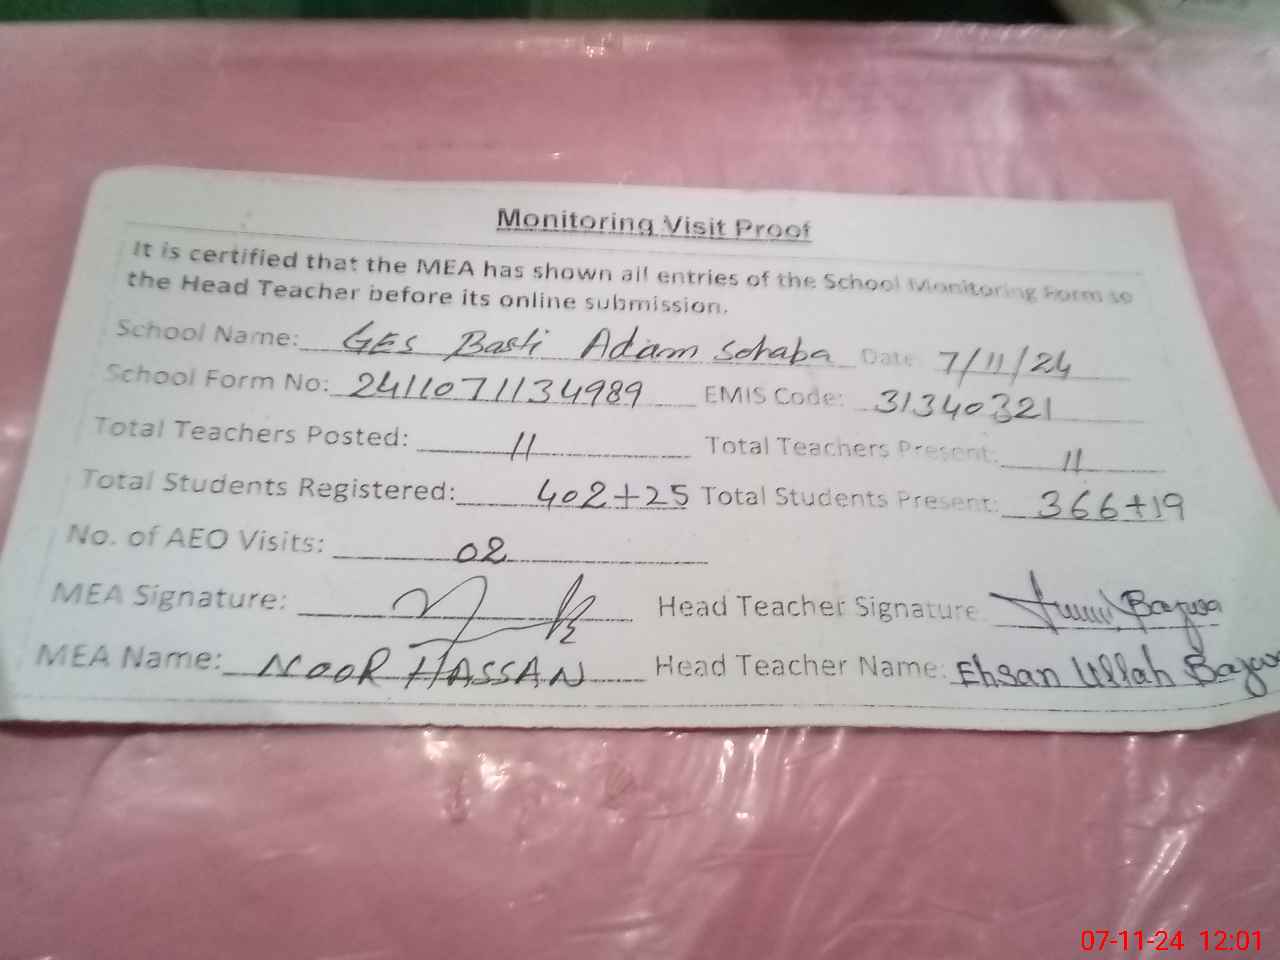 Monitoring Visit Proof
It is certified that the MEA has shown all entries of the School Monitoring Form to
the Head Teacher before its online submission.
School Name: GES Basti Adam Sohaba Date: 7/11/24
School Form No: 2411071134989 EMIS Code: 31340321
Total Teachers Posted: 11 Total Teachers Present: 11
Total Students Registered: 402+25 Total Students Present: 366+19
No. of AEO Visits: 02
MEA Signature: Head Teacher Signature: Bajwa
MEA Name: NOOR HASSAN Head Teacher Name: Ehsan Ullah Bajwa
07-11-24 12:01